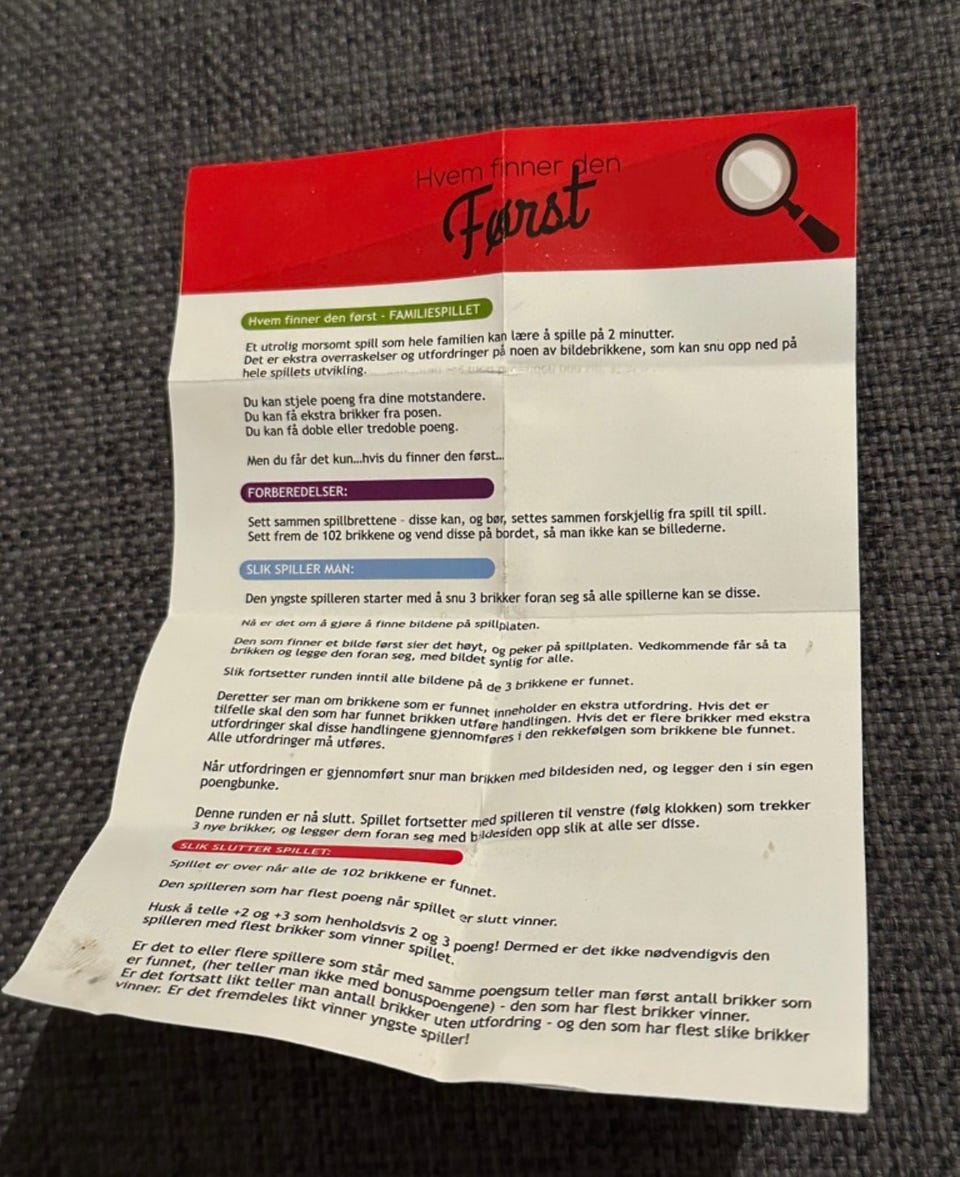 Hvem finner den
Først
Hvem finner den først - FAMILIESPILLET
Et utrolig morsomt spill som hele familien kan lære å spille på 2 minutter.
Det er ekstra overraskelser og utfordringer på noen av bildebrikkene, som kan snu opp ned på
hele spillets utvikling.
Du kan stjele poeng fra dine motstandere.
Du kan få ekstra brikker fra posen.
Du kan få doble eller tredoble poeng.
Men du får det kun...hvis du finner den først...
FORBEREDELSER:
Sett sammen spillbrettene - disse kan, og bør, settes sammen forskjellig fra spill til spill.
Sett frem de 102 brikkene og vend disse på bordet, så man ikke kan se billederne.
SLIK SPILLER MAN:
Den yngste spilleren starter med å snu 3 brikker foran seg så alle spillerne kan se disse.
Nå er det om å gjøre å finne bildene på spillplaten.
Den som finner et bilde først sier det høyt, og peker på spillplaten. Vedkommende får så ta
brikken og legge den foran seg, med bildet synlig for alle.
Slik fortsetter runden inntil alle bildene på de 3 brikkene er funnet.
Deretter ser man om brikkene som er funnet inneholder en ekstra utfordring. Hvis det er
tilfelle skal den som har funnet brikken utføre handlingen. Hvis det er flere brikker med ekstra
utfordringer skal disse handlingene gjennomføres i den rekkefølgen som brikkene ble funnet.
Alle utfordringer må utføres.
Når utfordringen er gjennomført snur man brikken med bildesiden ned, og legger den i sin egen
poengbunke.
Denne runden er nå slutt. Spillet fortsetter med spilleren til venstre (følg klokken) som trekker
3 nye brikker, og legger dem foran seg med bildesiden opp slik at alle ser disse.
SLIK SLUTTER SPILLET:
Spillet er over når alle de 102 brikkene er funnet.
Den spilleren som har flest poeng når spillet er slutt vinner.
Husk å telle +2 og +3 som henholdsvis 2 og 3 poeng! Dermed er det ikke nødvendigvis den
spilleren med flest brikker som vinner spillet.
Er det to eller flere spillere som står med samme poengsum teller man først antall brikker som
er funnet, (her teller man ikke med bonuspoengene) - den som har flest brikker vinner.
Er det fortsatt likt teller man antall brikker uten utfordring - og den som har flest slike brikker
vinner. Er det fremdeles likt vinner yngste spiller!